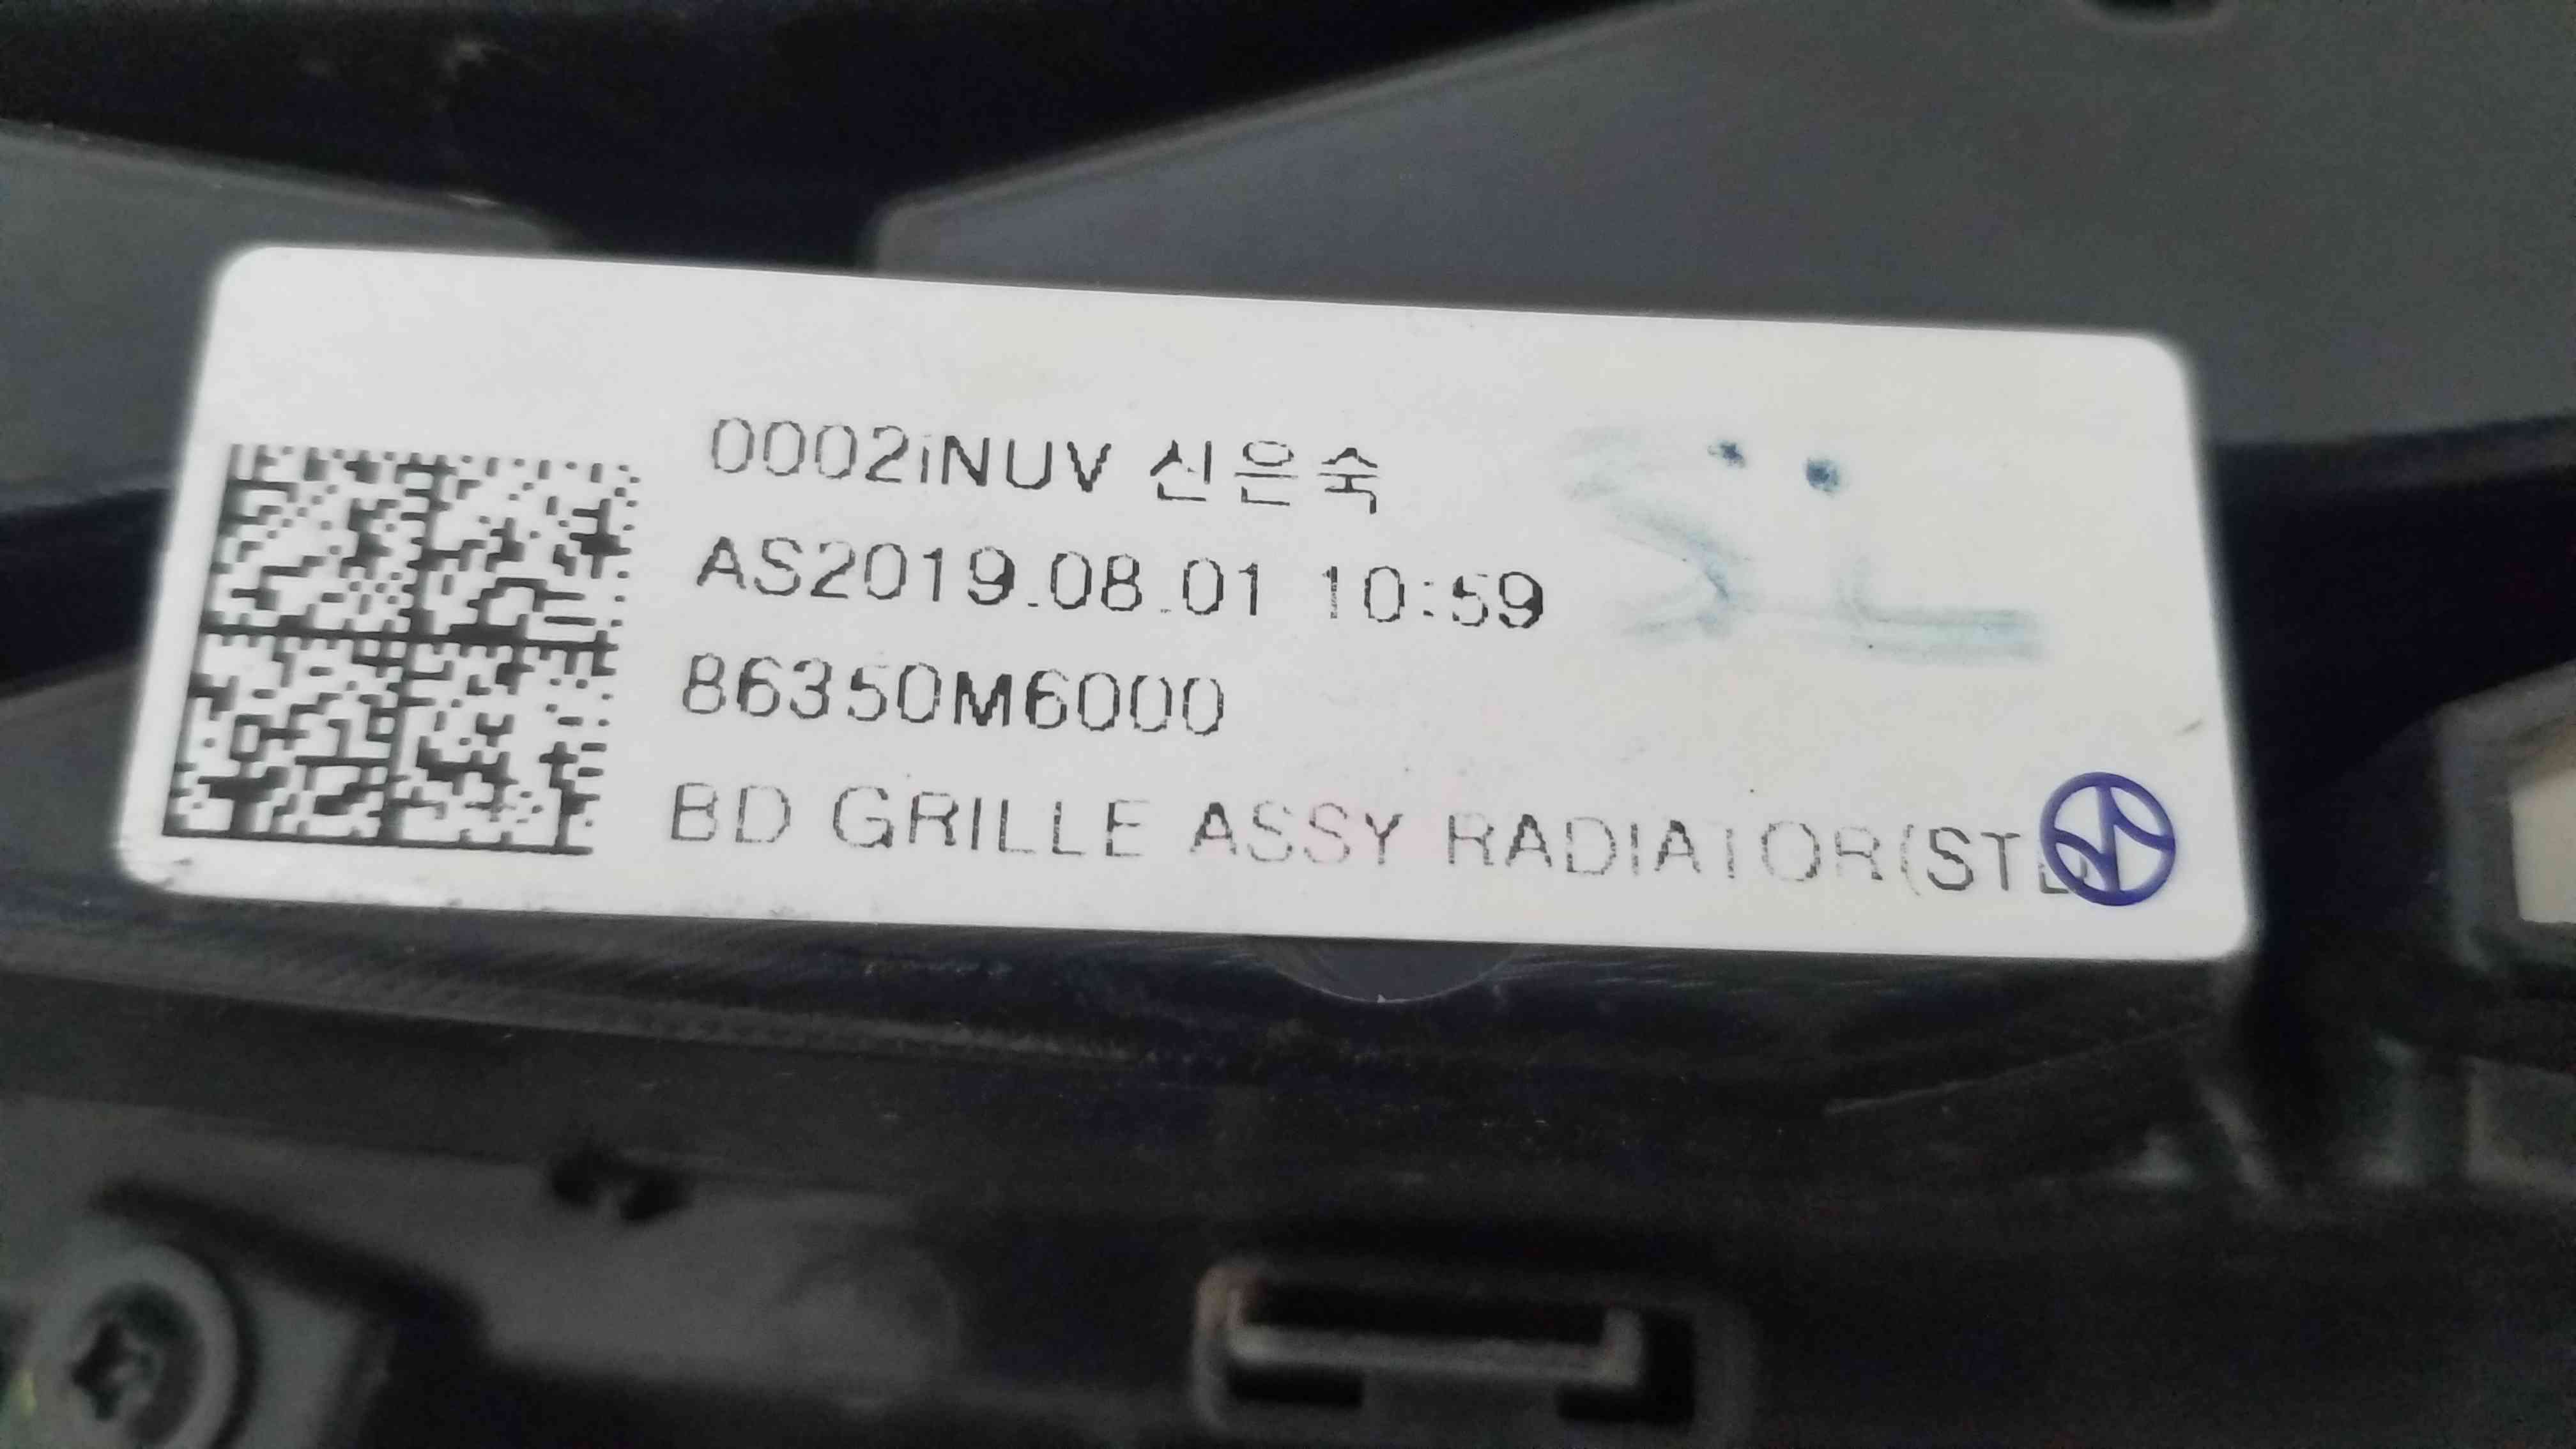 0002iNUV 신은숙
AS2019.08.01 10:59
86350M6000
BD GRILLE ASSY RADIATOR(STD